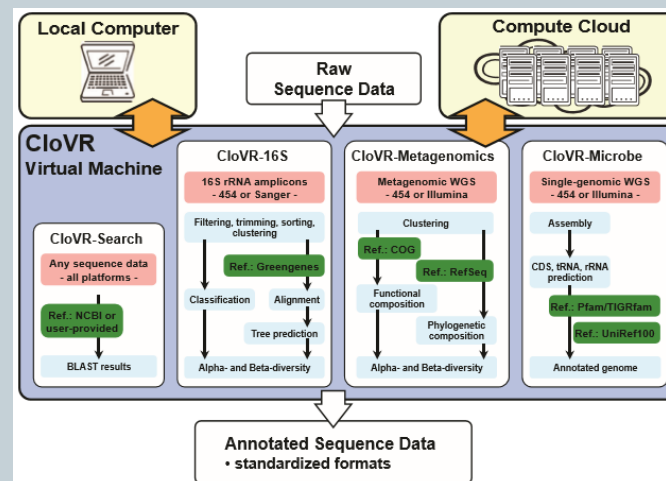 Local Computer
Compute Cloud
Raw
Sequence Data
CloVR
Virtual Machine
CloVR-Search
Any sequence data
- all platforms -
Ref.: NCBI or
user-provided
BLAST results
CloVR-16S
16S rRNA amplicons
- 454 or Sanger -
Filtering, trimming, sorting,
clustering
Ref.: Greengenes
Classification
Alignment
Tree prediction
Alpha- and Beta-diversity
CloVR-Metagenomics
Metagenomic WGS
- 454 or Illumina -
Clustering
Ref.: COG
Ref.: RefSeq
Functional
composition
Phylogenetic
composition
Alpha- and Beta-diversity
CloVR-Microbe
Single-genomic WGS
- 454 or Illumina -
Assembly
CDS, tRNA, rRNA
prediction
Ref.: Pfam/TIGRfam
Ref.: UniRef100
Annotated genome
Annotated Sequence Data
• standardized formats